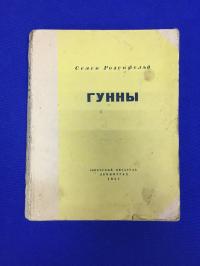 Семен Розенфельд
ГУННЫ
СОВЕТСКИЙ ПИСАТЕЛЬ
ЛЕНИНГРАД